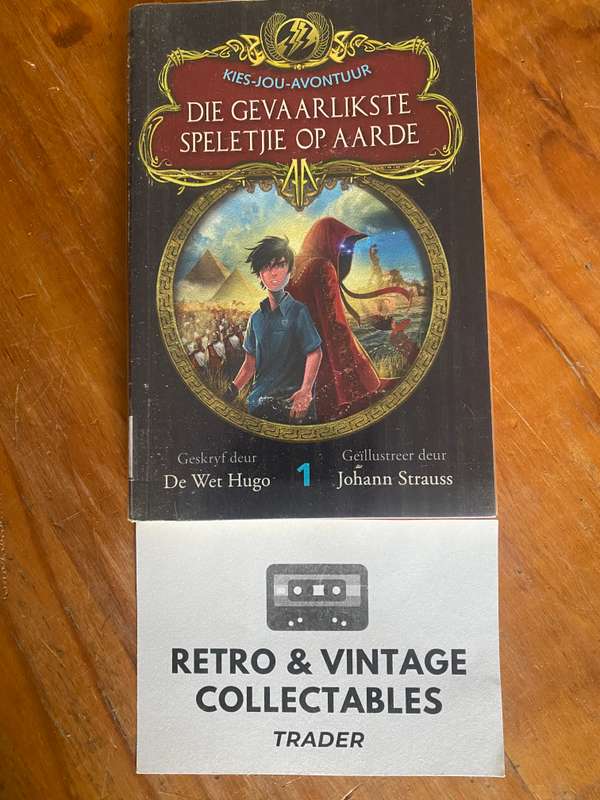 KIES-JOU-AVONTUUR
DIE GEVAARLIKSTE
SPELETJIE OP AARDE
Geskryf deur
De Wet Hugo
1
Geïllustreer deur
Johann Strauss
RETRO & VINTAGE
COLLECTABLES
TRADER